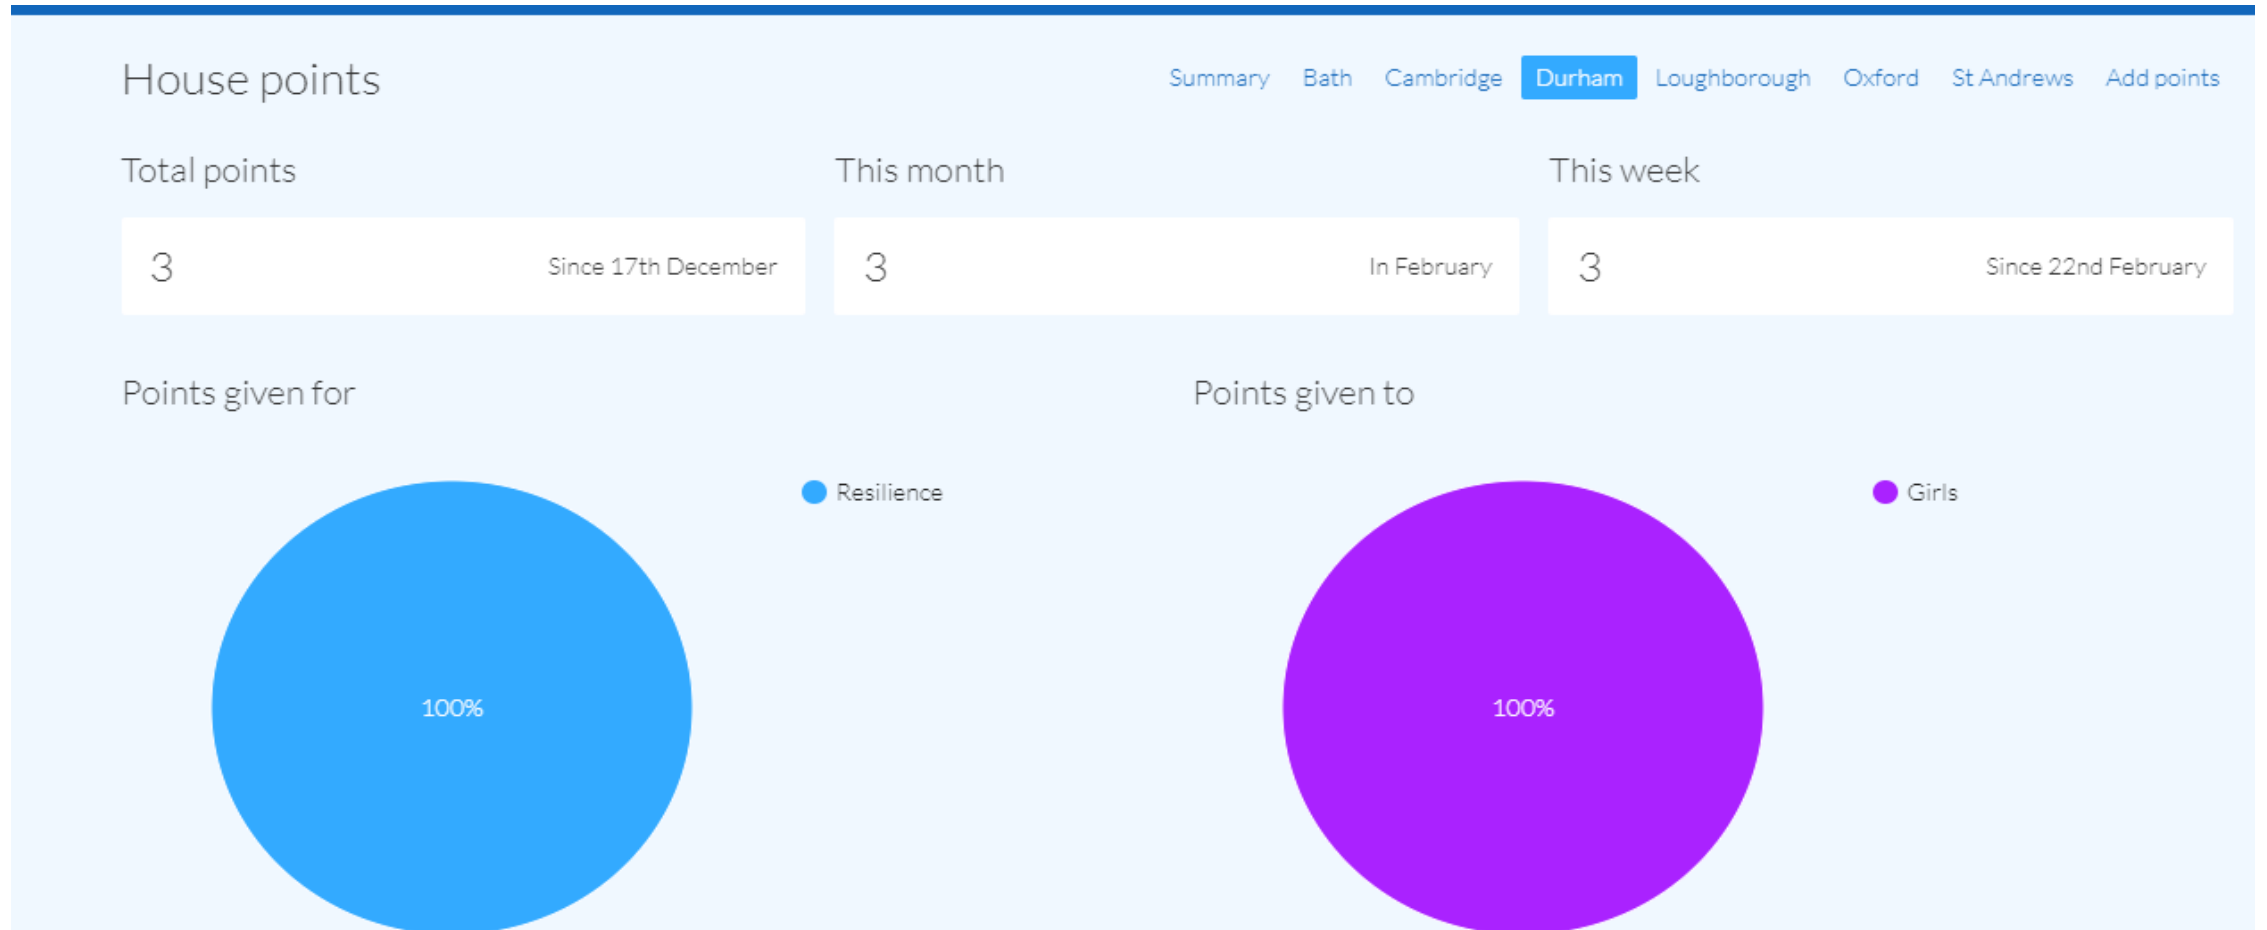 House points
Summary Bath Cambridge Durham Loughborough Oxford St Andrews Add points
Total points
This month
This week
3 Since 17th December
3 In February
3 Since 22nd February
Points given for
Points given to
Resilience
100%
Girls
100%